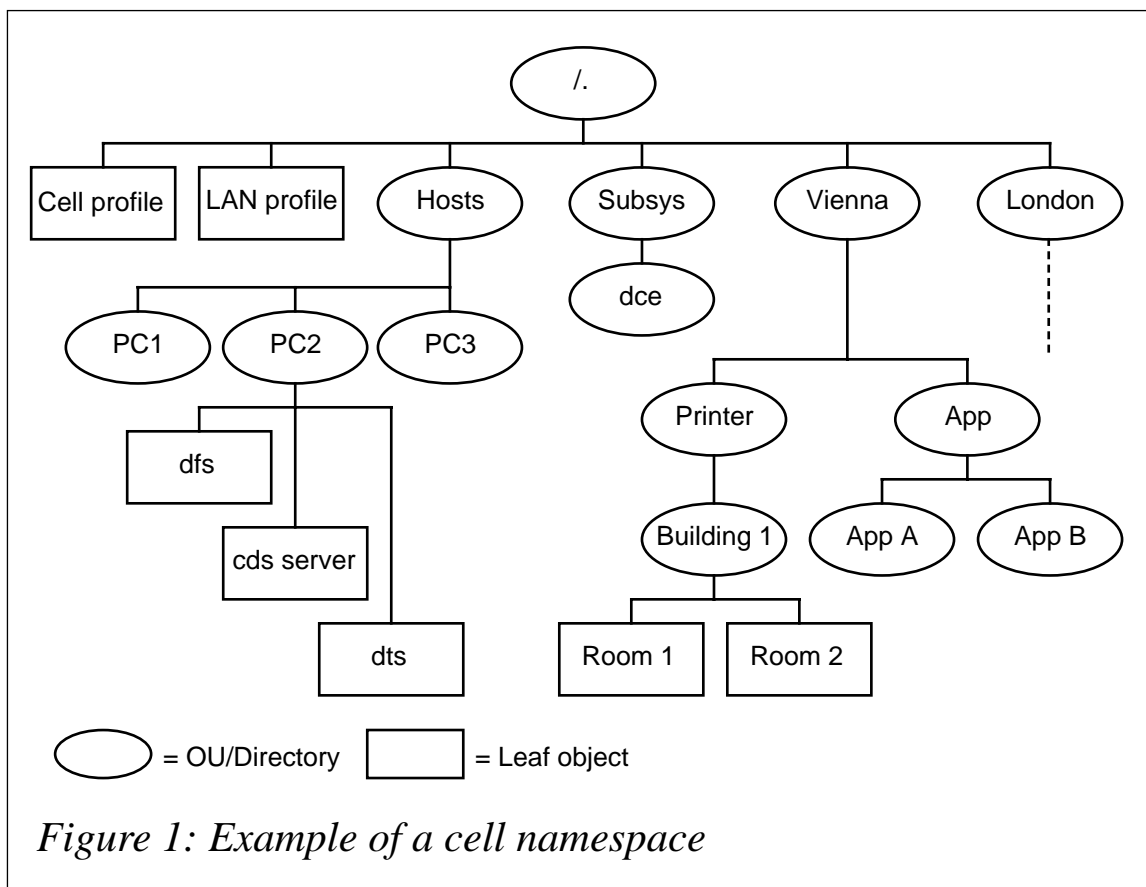 /.
Cell profile
LAN profile
Hosts
Subsys
Vienna
London
PC1
PC2
PC3
dce
Printer
App
dfs
cds server
Building 1
App A
App B
dts
Room 1
Room 2
= OU/Directory
= Leaf object
Figure 1: Example of a cell namespace